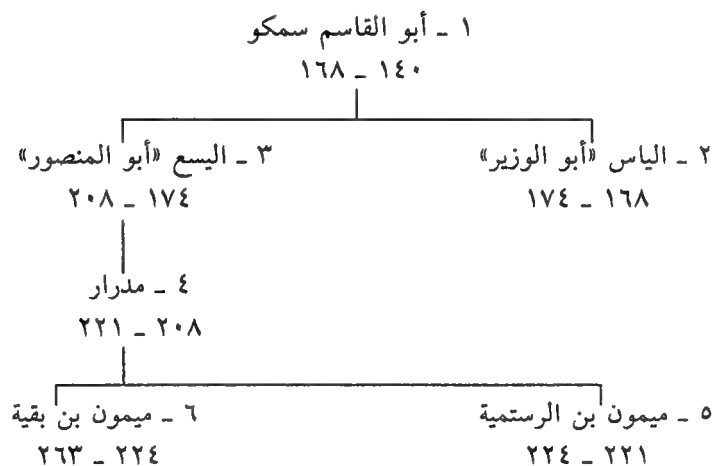 ١ ـ أبو القاسم سمكو
١٤٠ ـ ١٦٨
٢ ـ الياس «أبو الوزير»
١٦٨ ـ ١٧٤
٣ ـ اليسع «أبو المنصور»
١٧٤ ـ ٢٠٨
٤ ـ مدرار
٢٠٨ ـ ٢٢١
٥ ـ ميمون بن الرستمية
٢٢١ ـ ٢٢٤
٦ ـ ميمون بن بقية
٢٢٤ ـ ٢٦٣